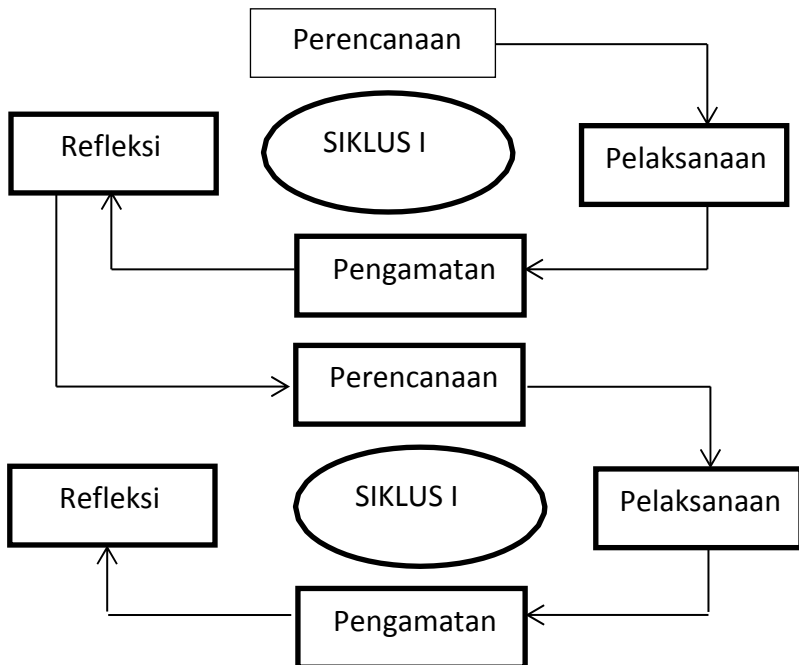 Perencanaan
Refleksi
SIKLUS I
Pelaksanaan
Pengamatan
Perencanaan
Refleksi
SIKLUS I
Pelaksanaan
Pengamatan